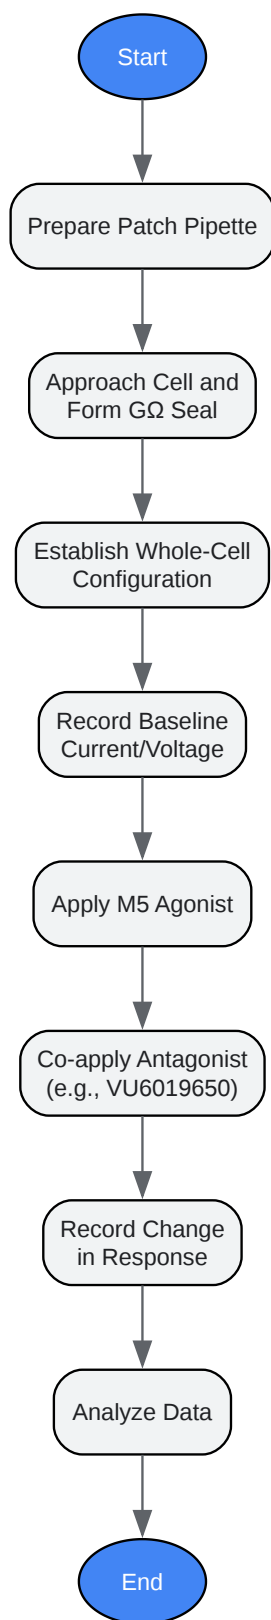 Start
Prepare Patch Pipette
Approach Cell and
Form GΩ Seal
Establish Whole-Cell
Configuration
Record Baseline
Current/Voltage
Apply M5 Agonist
Co-apply Antagonist
(e.g., VU6019650)
Record Change
in Response
Analyze Data
End